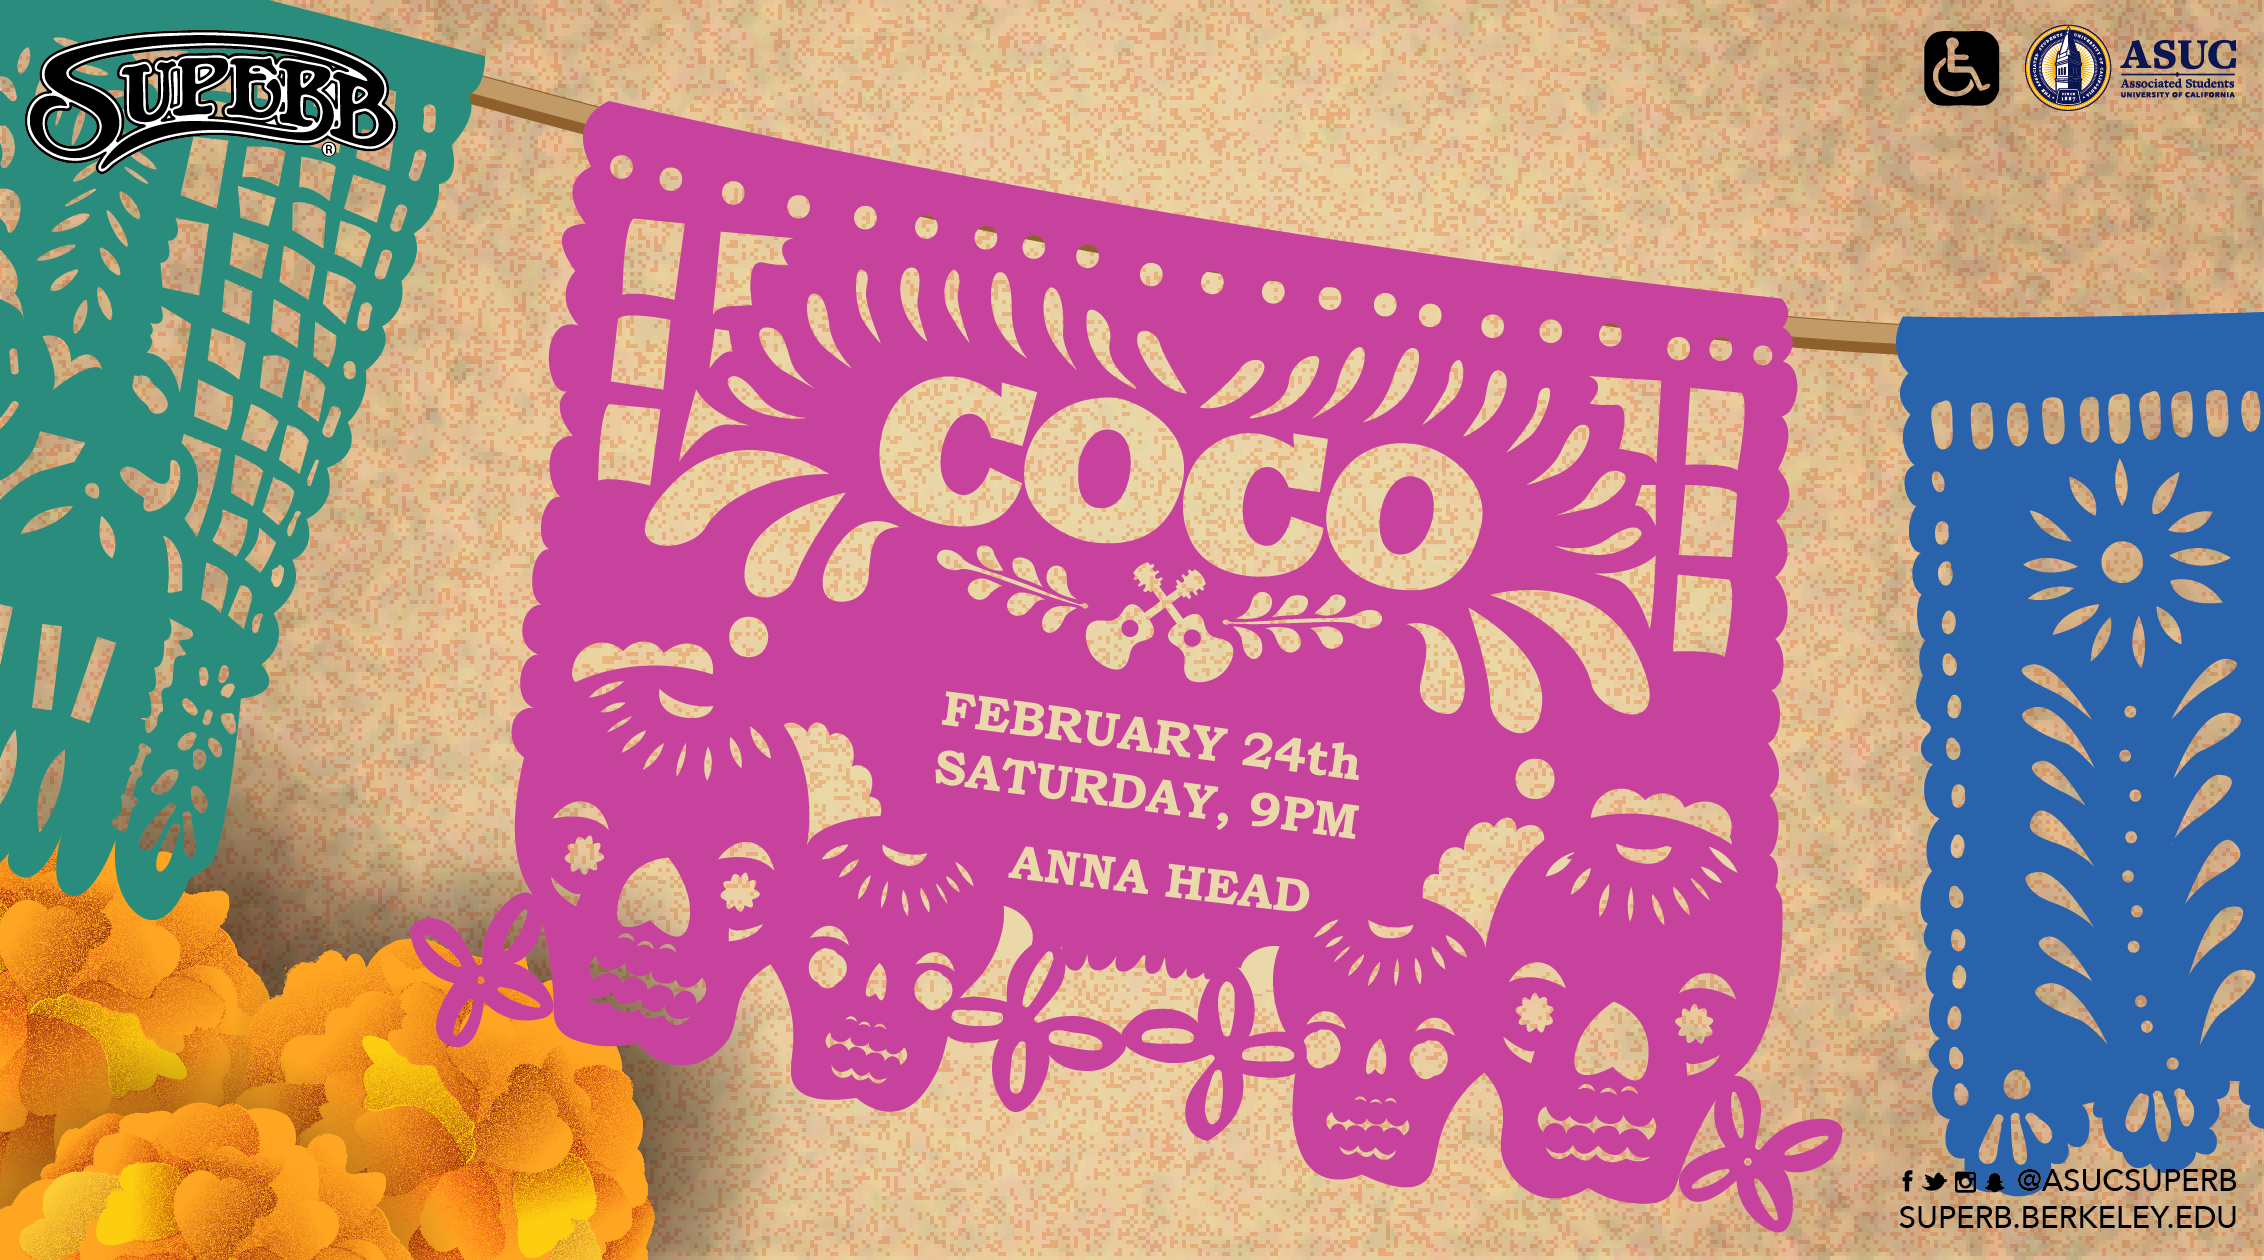 SUPERB
®
ASUC
Associated Students
UNIVERSITY OF CALIFORNIA
COCO
FEBRUARY 24th
SATURDAY, 9PM
ANNA HEAD
@ASUCSUPERB
SUPERB.BERKELEY.EDU